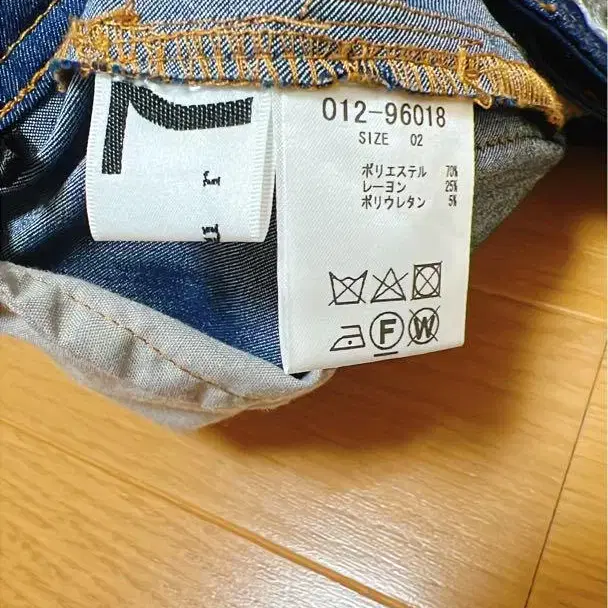 012-96018
SIZE 02
ポリエステル 70%
レーヨン 25%
ポリウレタン 5%
F W